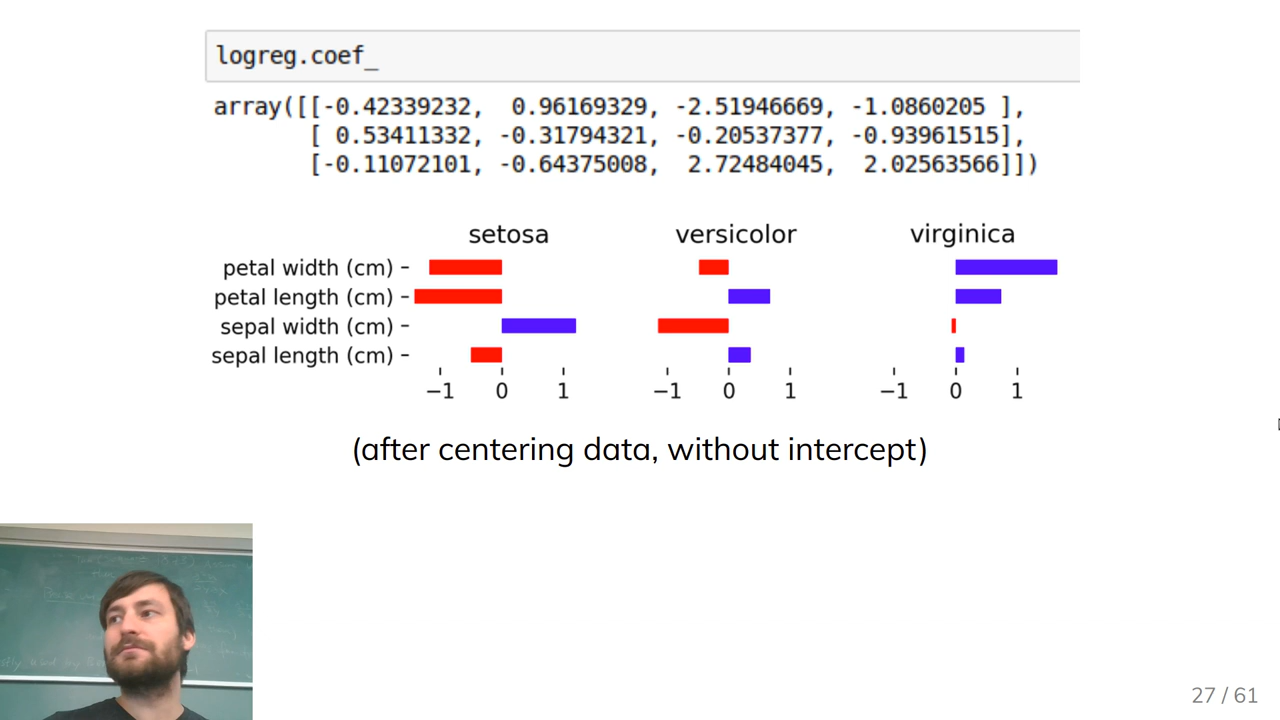 logreg.coef_
array([[-0.42339232,  0.96169329, -2.51946669, -1.0860205 ],
       [ 0.53411332, -0.31794321, -0.20537377, -0.93961515],
       [-0.11072101, -0.64375008,  2.72484045,  2.02563566]])
setosa versicolor virginica
petal width (cm)
petal length (cm)
sepal width (cm)
sepal length (cm)
−1 0 1 −1 0 1 −1 0 1
(after centering data, without intercept)
27 / 61